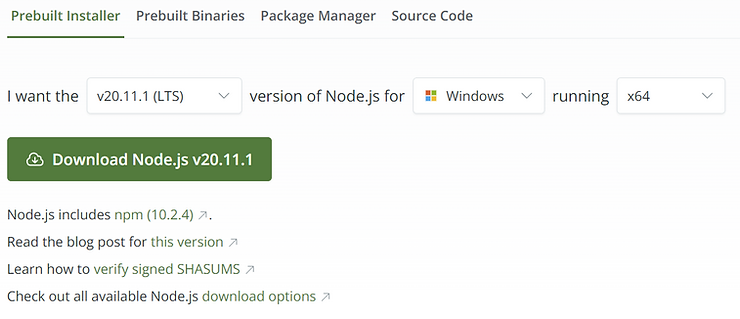 Prebuilt Installer Prebuilt Binaries Package Manager Source Code
I want the v20.11.1 (LTS) version of Node.js for Windows running x64
Download Node.js v20.11.1
Node.js includes npm (10.2.4) ↗.
Read the blog post for this version ↗
Learn how to verify signed SHASUMS ↗
Check out all available Node.js download options ↗